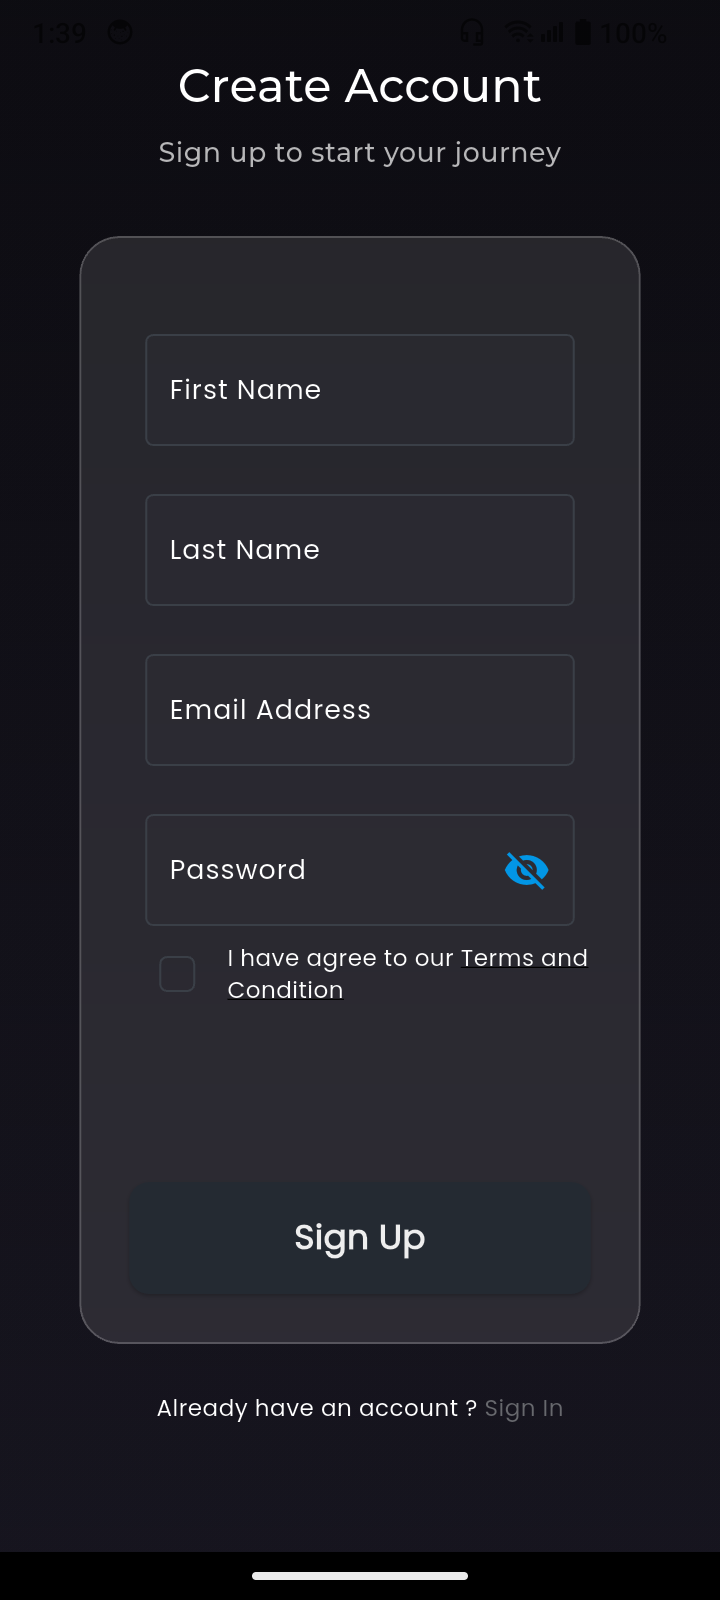 1:39 100%
Create Account
Sign up to start your journey
First Name
Last Name
Email Address
Password
I have agree to our Terms and
Condition
Sign Up
Already have an account ? Sign In